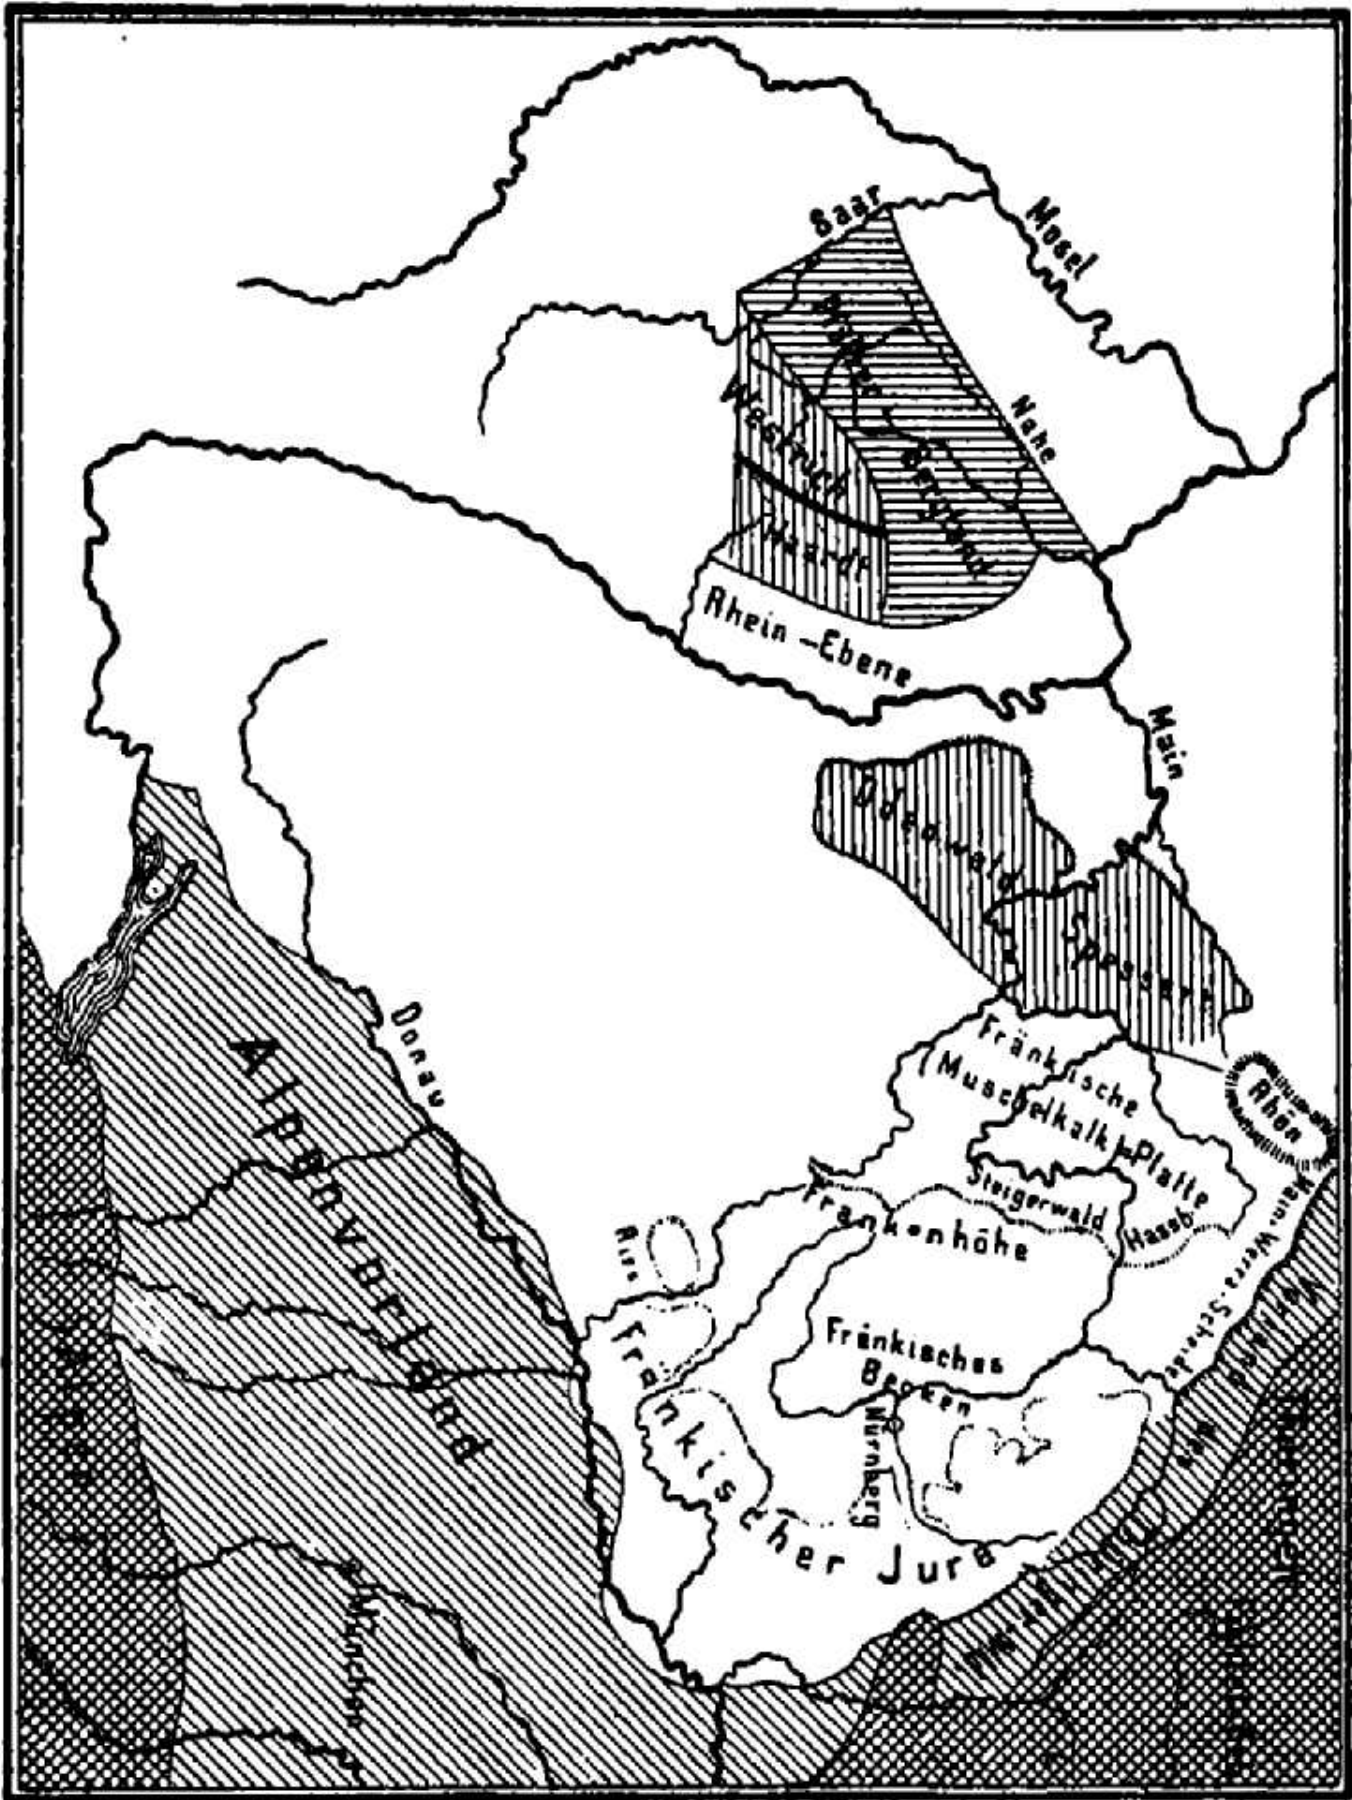 Saar
Mosel
Nahe
Westrich
Haardt
Rhein-Ebene
Main
Odenwald
Spessart
Donau
Alpenvorland
Fränkische
Muschelkalk-Platte
Rhön
Steigerwald
Hassb.
Frankenhöhe
Main-Werra-Scheide
Ries
Fränkisches
Becken
Nürnberg
Fränkischer Jura
München